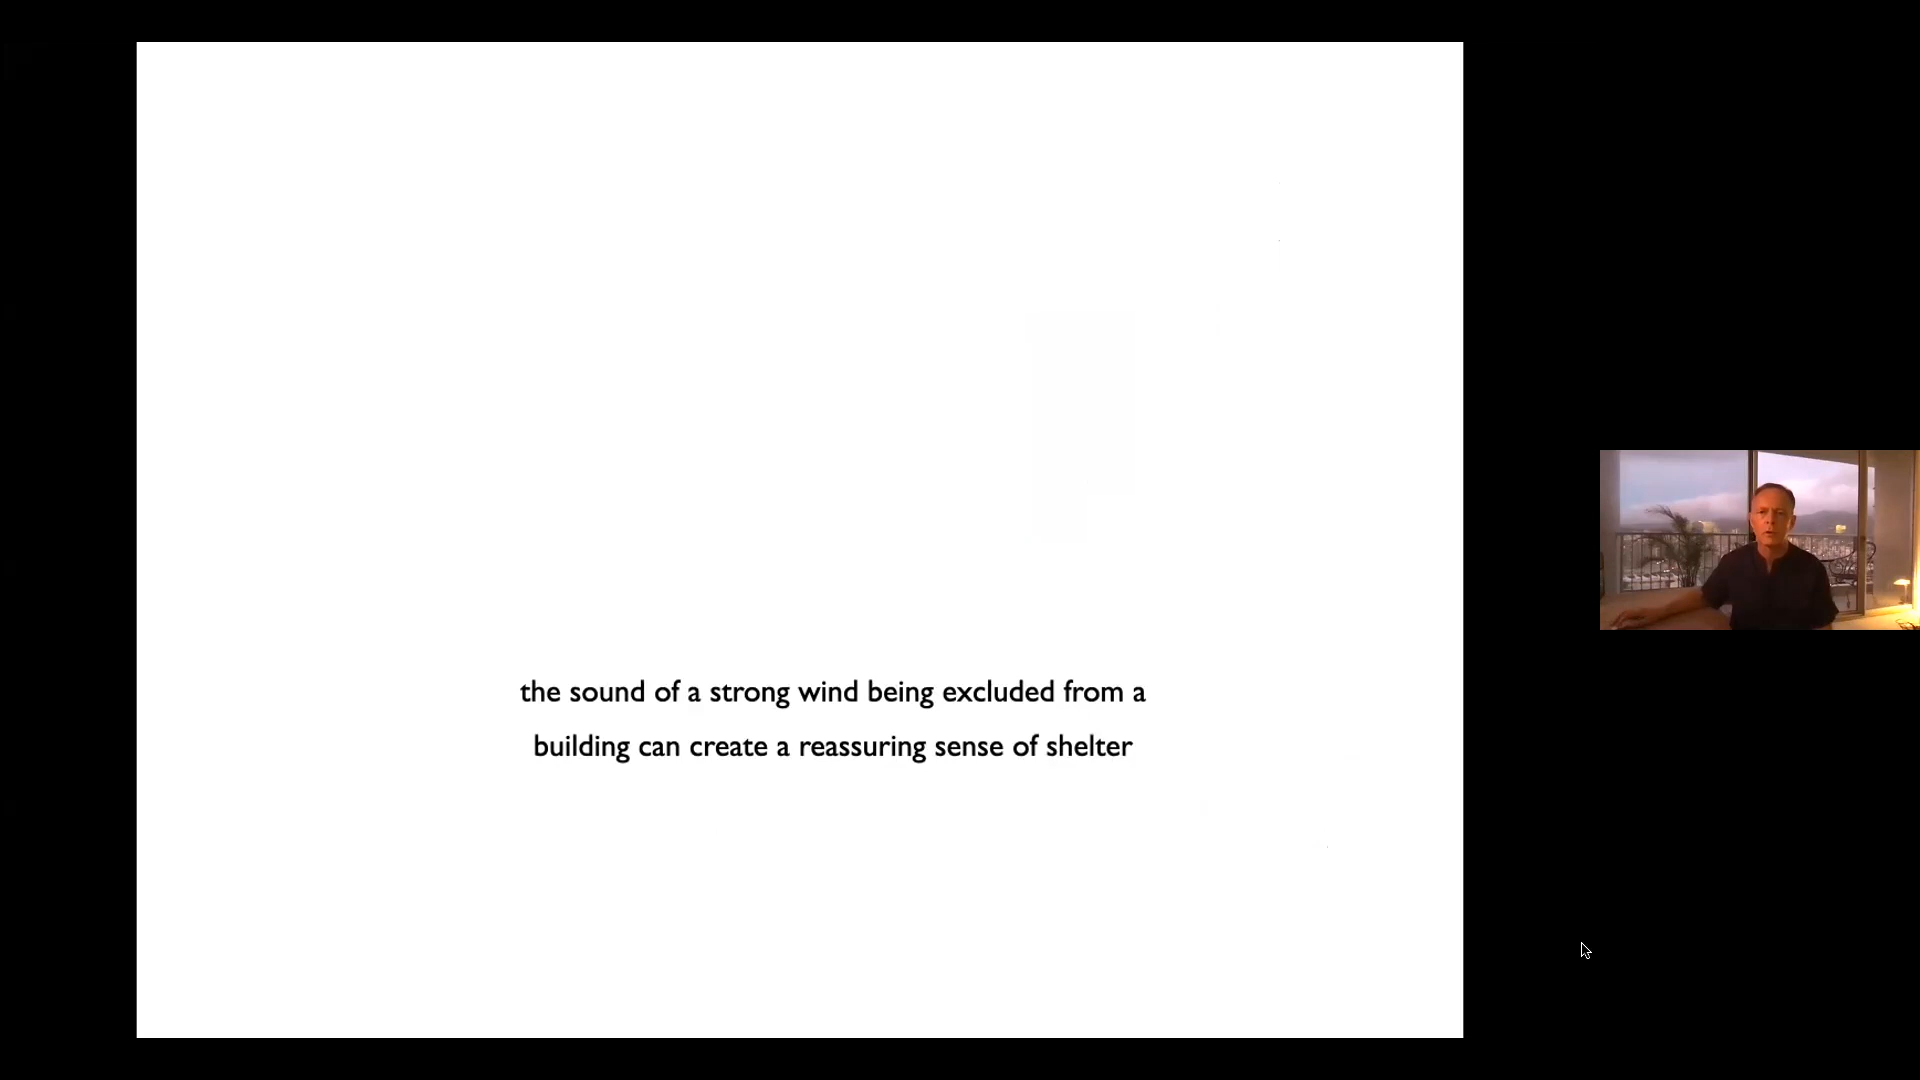 the sound of a strong wind being excluded from a
building can create a reassuring sense of shelter